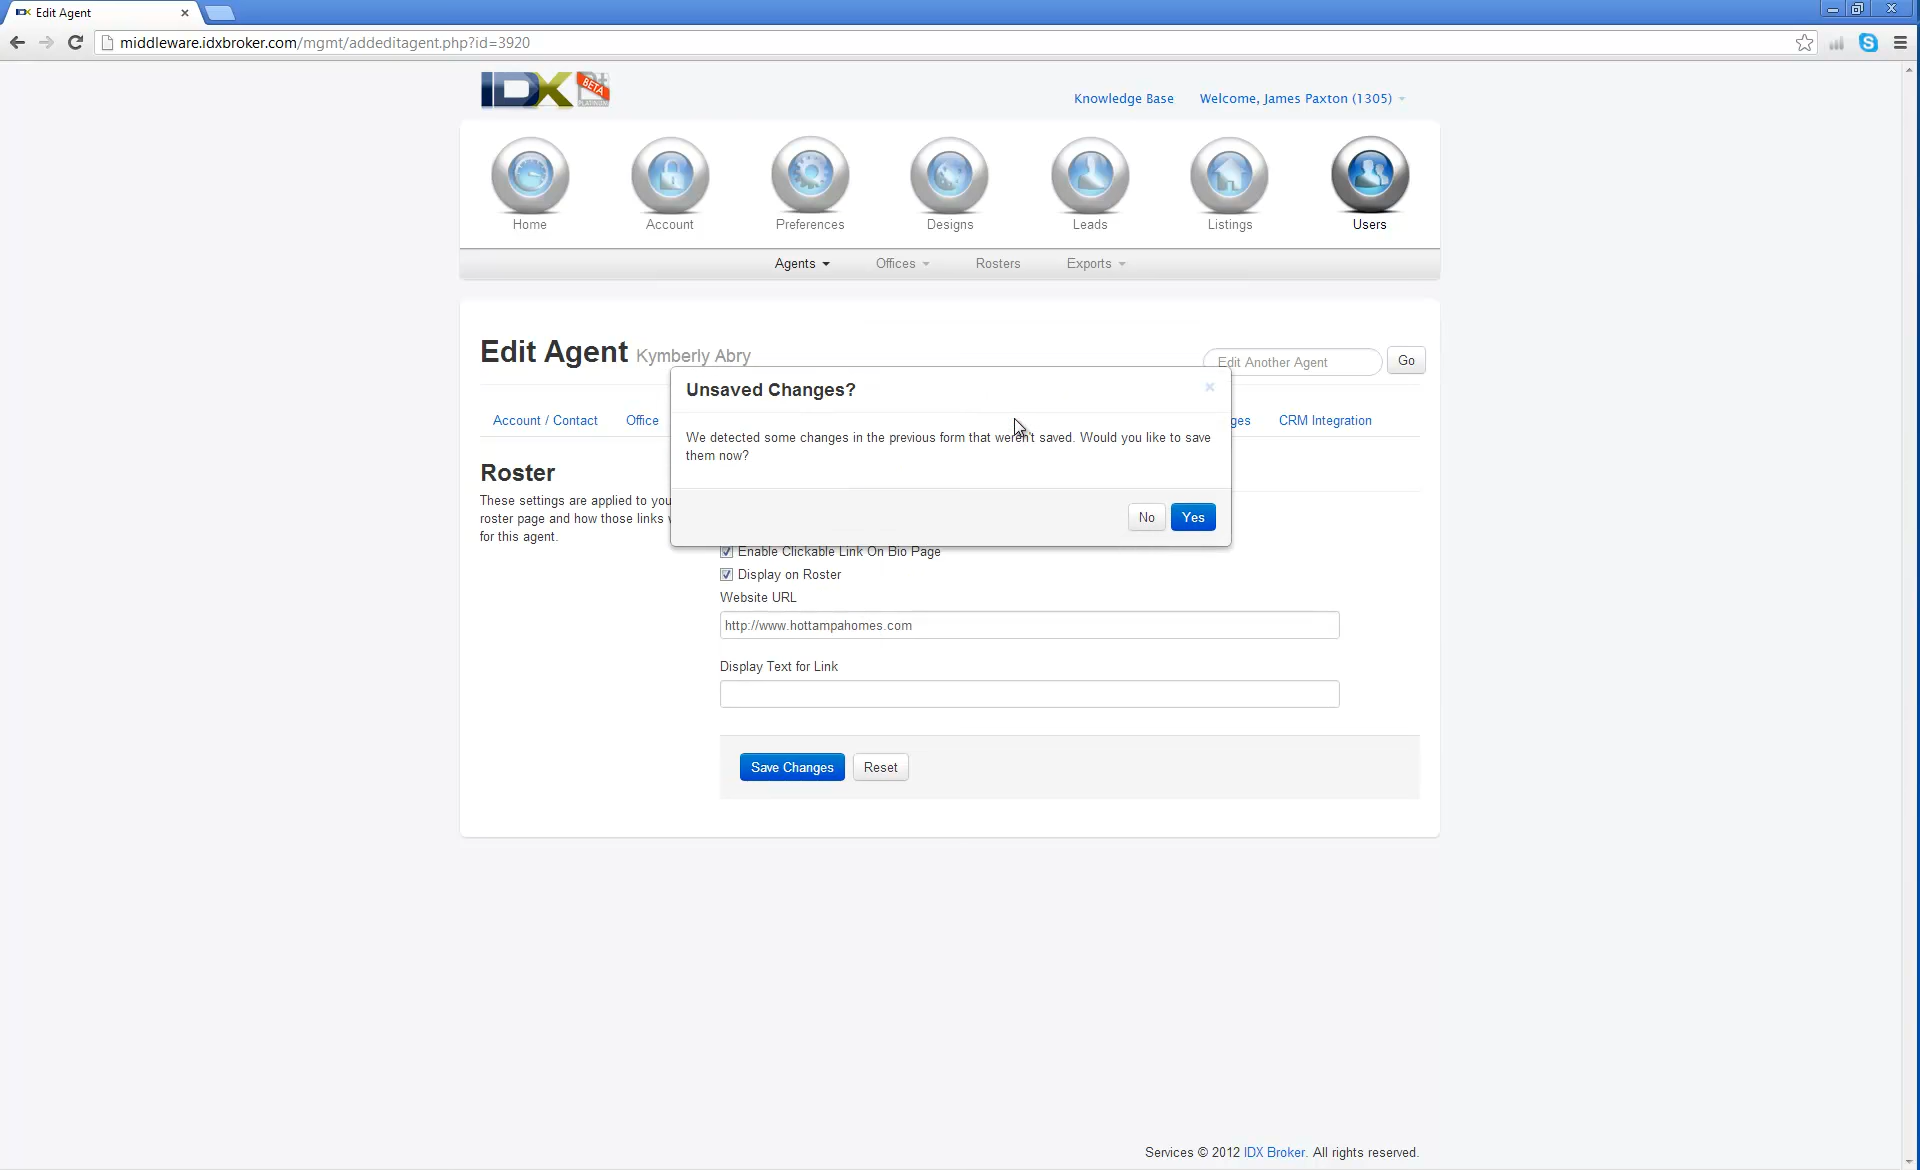 Edit Agent
middleware.idxbroker.com/mgmt/addeditagent.php?id=3920
IDX BETA
Knowledge Base
Welcome, James Paxton (1305)
Home
Account
Preferences
Designs
Leads
Listings
Users
Agents
Offices
Rosters
Exports
Edit Agent Kymberly Abry
Edit Another Agent
Go
Account / Contact
Office
ges
CRM Integration
Unsaved Changes?
We detected some changes in the previous form that weren't saved. Would you like to save
them now?
No
Yes
Roster
These settings are applied to you
roster page and how those links
for this agent.
Enable Clickable Link On Bio Page
Display on Roster
Website URL
http://www.hottampahomes.com
Display Text for Link
Save Changes
Reset
Services © 2012 IDX Broker. All rights reserved.